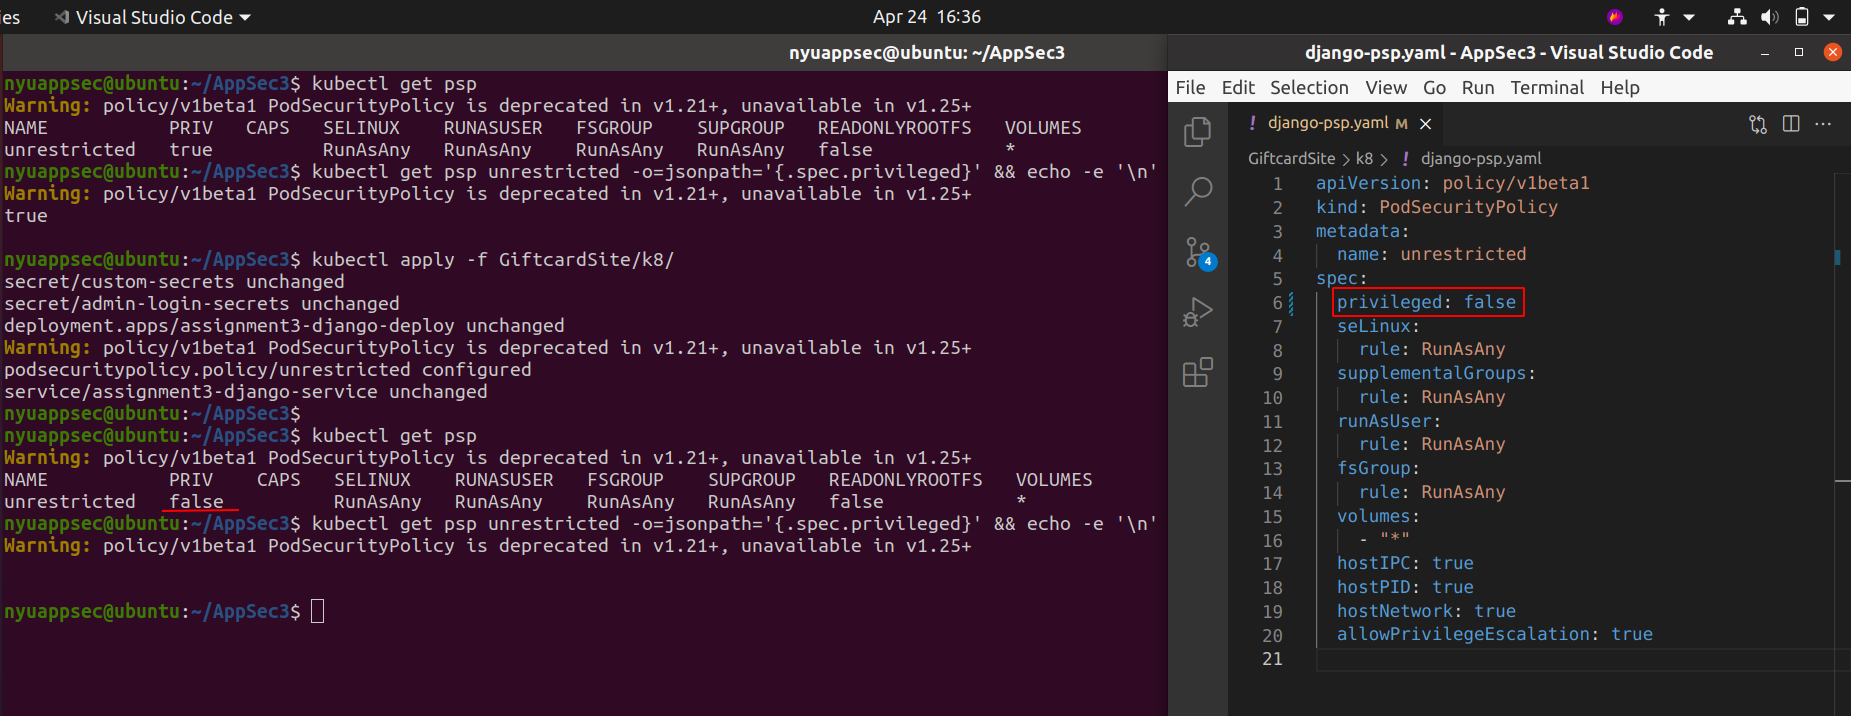 ies
Visual Studio Code
Apr 24 16:36
nyuappsec@ubuntu: ~/AppSec3
nyuappsec@ubuntu:~/AppSec3$ kubectl get psp
Warning: policy/v1beta1 PodSecurityPolicy is deprecated in v1.21+, unavailable in v1.25+
NAME PRIV CAPS SELINUX RUNASUSER FSGROUP SUPGROUP READONLYROOTFS VOLUMES
unrestricted true RunAsAny RunAsAny RunAsAny RunAsAny false *
nyuappsec@ubuntu:~/AppSec3$ kubectl get psp unrestricted -o=jsonpath='{.spec.privileged}' && echo -e '\n'
Warning: policy/v1beta1 PodSecurityPolicy is deprecated in v1.21+, unavailable in v1.25+
true
nyuappsec@ubuntu:~/AppSec3$ kubectl apply -f GiftcardSite/k8/
secret/custom-secrets unchanged
secret/admin-login-secrets unchanged
deployment.apps/assignment3-django-deploy unchanged
Warning: policy/v1beta1 PodSecurityPolicy is deprecated in v1.21+, unavailable in v1.25+
podsecuritypolicy.policy/unrestricted configured
service/assignment3-django-service unchanged
nyuappsec@ubuntu:~/AppSec3$
nyuappsec@ubuntu:~/AppSec3$ kubectl get psp
Warning: policy/v1beta1 PodSecurityPolicy is deprecated in v1.21+, unavailable in v1.25+
NAME PRIV CAPS SELINUX RUNASUSER FSGROUP SUPGROUP READONLYROOTFS VOLUMES
unrestricted false RunAsAny RunAsAny RunAsAny RunAsAny false *
nyuappsec@ubuntu:~/AppSec3$ kubectl get psp unrestricted -o=jsonpath='{.spec.privileged}' && echo -e '\n'
Warning: policy/v1beta1 PodSecurityPolicy is deprecated in v1.21+, unavailable in v1.25+
nyuappsec@ubuntu:~/AppSec3$
django-psp.yaml - AppSec3 - Visual Studio Code
File Edit Selection View Go Run Terminal Help
! django-psp.yaml M
GiftcardSite > k8 > ! django-psp.yaml
4
1 apiVersion: policy/v1beta1
2 kind: PodSecurityPolicy
3 metadata:
4 name: unrestricted
5 spec:
6 privileged: false
7 seLinux:
8 rule: RunAsAny
9 supplementalGroups:
10 rule: RunAsAny
11 runAsUser:
12 rule: RunAsAny
13 fsGroup:
14 rule: RunAsAny
15 volumes:
16 - "*"
17 hostIPC: true
18 hostPID: true
19 hostNetwork: true
20 allowPrivilegeEscalation: true
21